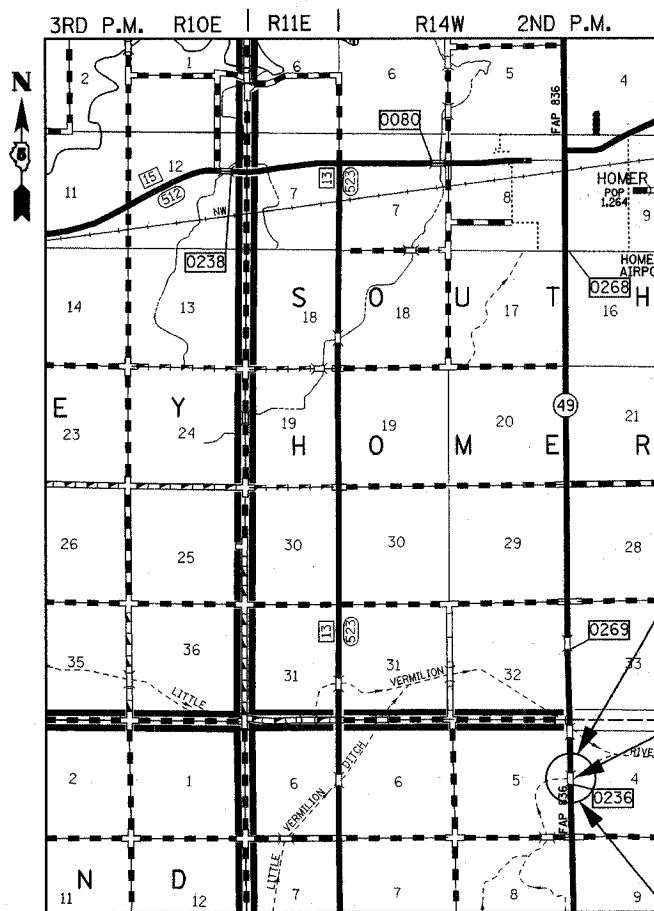 3RD P.M. R10E R11E R14W 2ND P.M.
N
5
2 1 6 6 5 4
FAP 836
0080
12
15
512
11 7 7 8
13 523
HOMER
POP
1,264
9
NW
0238
HOME
AIRPO
0268
14 13 S O U T H
18 18 17 16
E Y 49
23 24 19 19 20 21
H O M E R
26 25 30 30 29 28
13 523
0269
35 36 31 31 32 33
LITTLE VERMILION
RIVE
2 1 6 6 5 4
DITCH
VERMILION
LITTLE
0236
FAP 836
N D
11 12 7 7 8 9